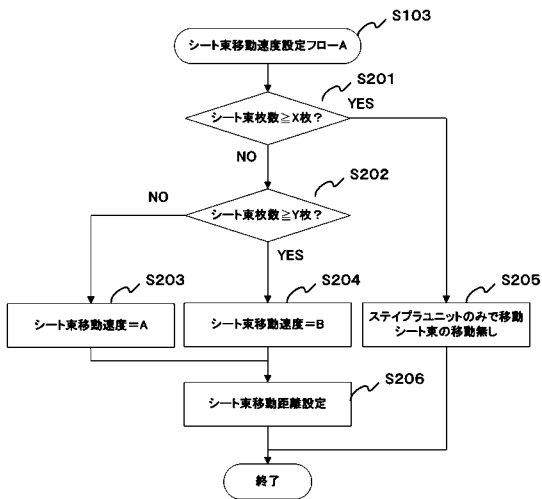 S103
シート束移動速度設定フローA
S201
シート束枚数≧X枚?
YES
NO
S202
シート束枚数≧Y枚?
NO
YES
S203
シート束移動速度=A
S204
シート束移動速度=B
S205
ステイプラユニットのみで移動
シート束の移動無し
S206
シート束移動距離設定
終了